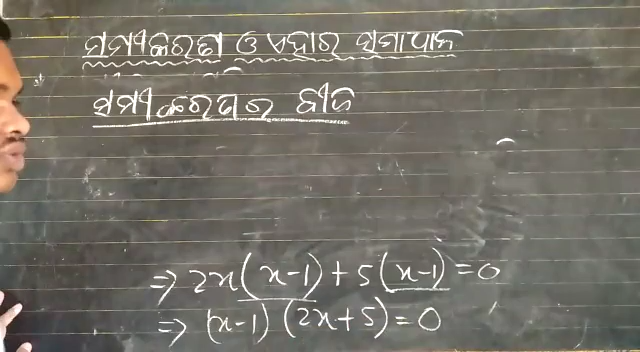 ସମୀକରଣ ଓ ଏହାର ସମାଧାନ
ସମୀକରଣର ବୀଜ
⇒ 2x(x-1)+5(x-1)=0
⇒ (x-1)(2x+5)=0